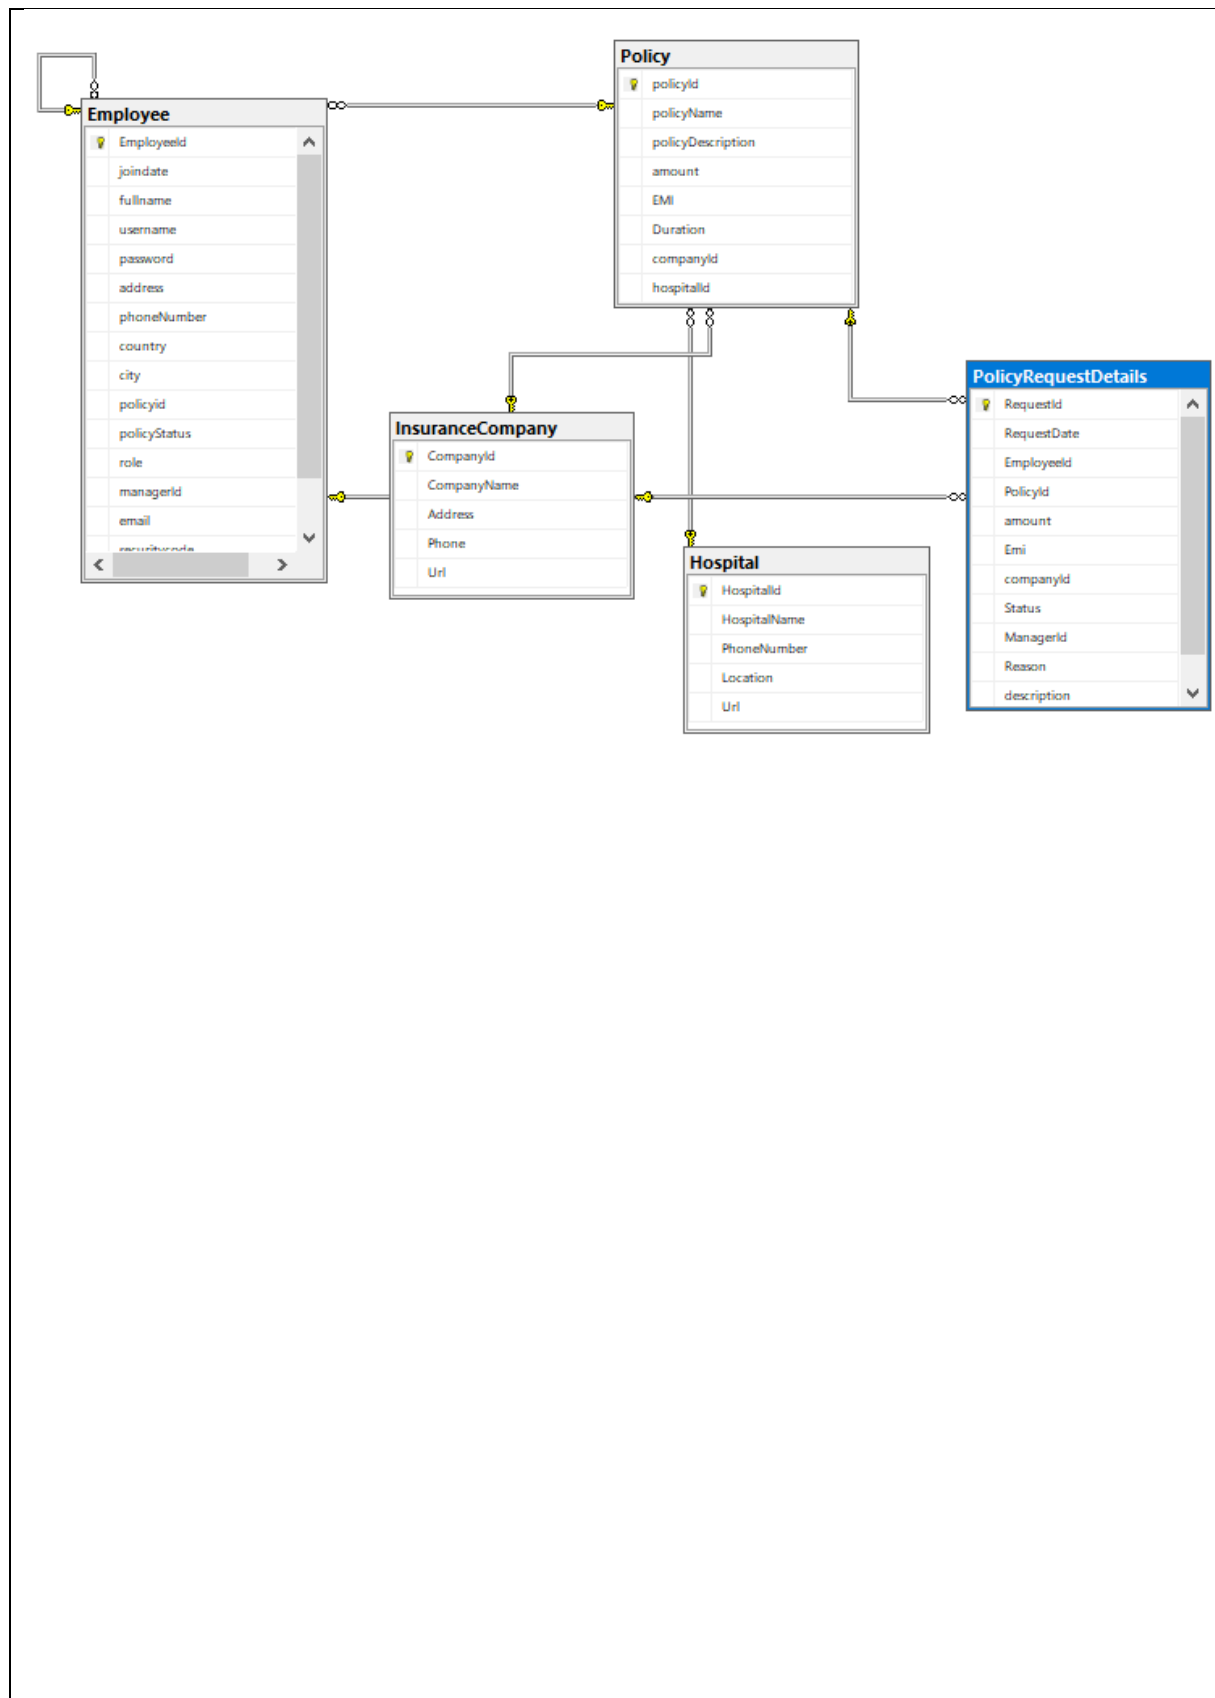 Employee
EmployeeId
joindate
fullname
username
password
address
phoneNumber
country
city
policyid
policyStatus
role
managerId
email
securitycode
Policy
policyId
policyName
policyDescription
amount
EMI
Duration
companyId
hospitalId
InsuranceCompany
CompanyId
CompanyName
Address
Phone
Url
Hospital
HospitalId
HospitalName
PhoneNumber
Location
Url
PolicyRequestDetails
RequestId
RequestDate
EmployeeId
PolicyId
amount
Emi
companyId
Status
ManagerId
Reason
description